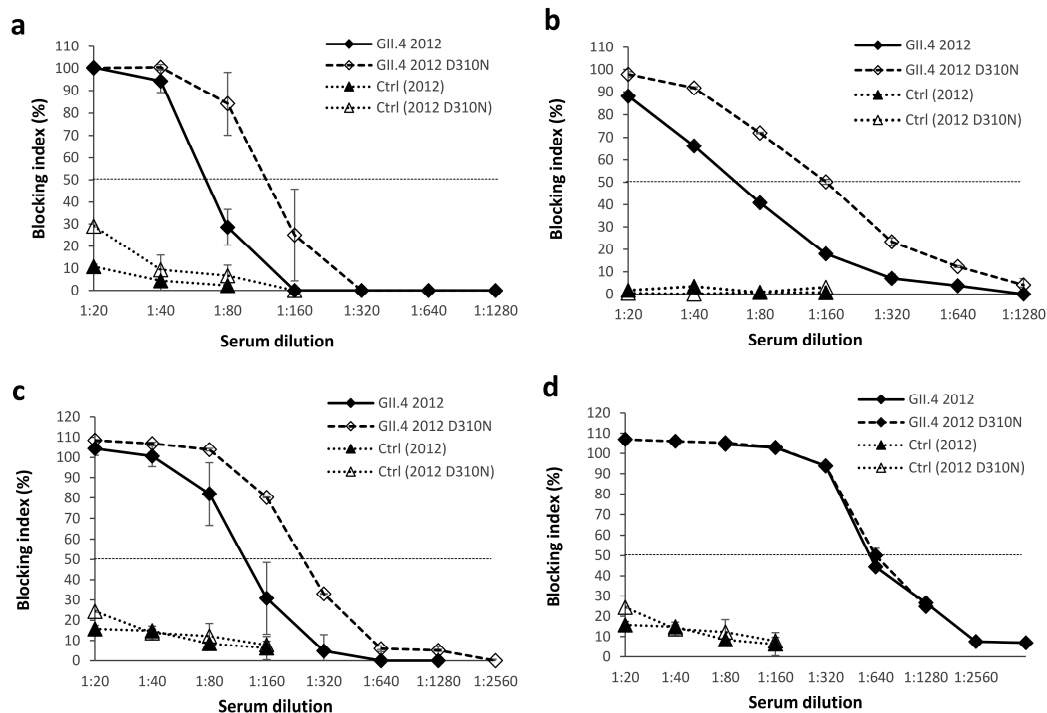 a
GII.4 2012
GII.4 2012 D310N
Ctrl (2012)
Ctrl (2012 D310N)
Blocking index (%)
110
100
90
80
70
60
50
40
30
20
10
0
1:20 1:40 1:80 1:160 1:320 1:640 1:1280
Serum dilution
b
GII.4 2012
GII.4 2012 D310N
Ctrl (2012)
Ctrl (2012 D310N)
Blocking index (%)
110
100
90
80
70
60
50
40
30
20
10
0
1:20 1:40 1:80 1:160 1:320 1:640 1:1280
Serum dilution
c
GII.4 2012
GII.4 2012 D310N
Ctrl (2012)
Ctrl (2012 D310N)
Blocking index (%)
120
110
100
90
80
70
60
50
40
30
20
10
0
1:20 1:40 1:80 1:160 1:320 1:640 1:1280 1:2560
Serum dilution
d
GII.4 2012
GII.4 2012 D310N
Ctrl (2012)
Ctrl (2012 D310N)
Blocking index (%)
120
110
100
90
80
70
60
50
40
30
20
10
0
1:20 1:40 1:80 1:160 1:320 1:640 1:1280 1:2560
Serum dilution